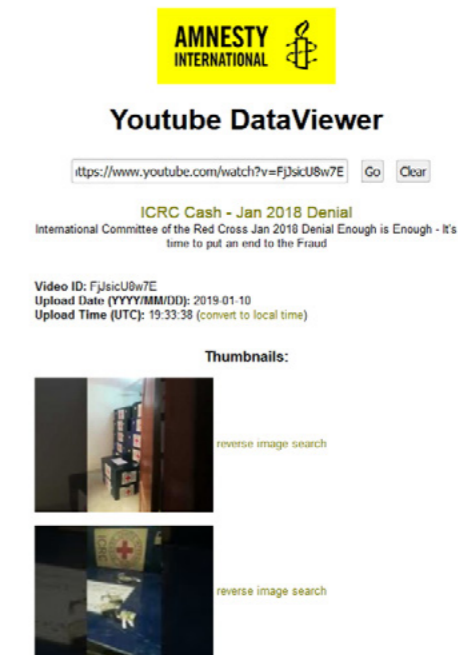 AMNESTY
INTERNATIONAL
Youtube DataViewer
ttps://www.youtube.com/watch?v=FjJsicU8w7E Go Clear
ICRC Cash - Jan 2018 Denial
International Committee of the Red Cross Jan 2018 Denial Enough is Enough - It's
time to put an end to the Fraud
Video ID: FjJsicU8w7E
Upload Date (YYYY/MM/DD): 2019-01-10
Upload Time (UTC): 19:33:38 (convert to local time)
Thumbnails:
reverse image search
ICRC
reverse image search